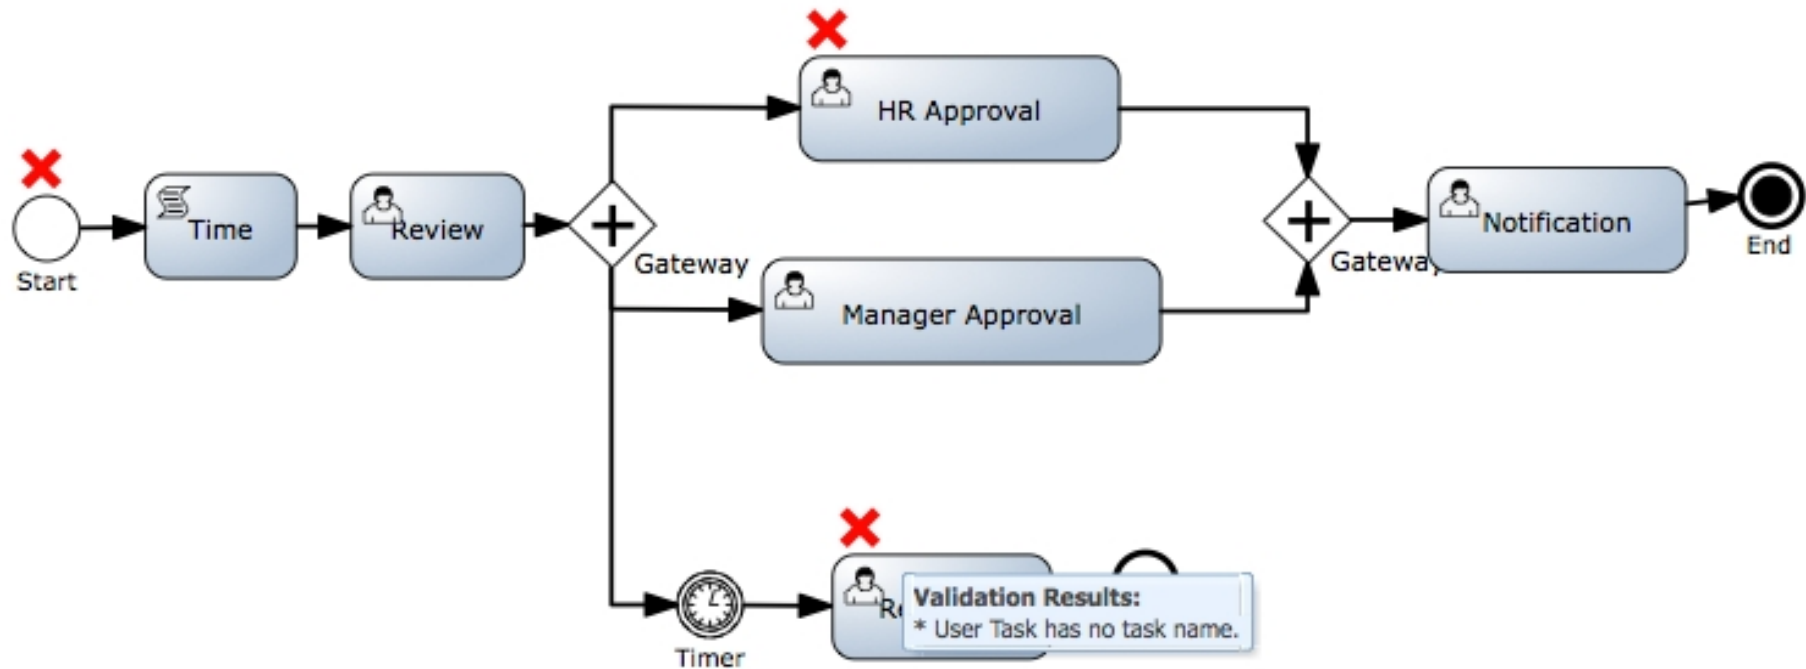 HR Approval
Time
Review
Notification
Start
Gateway
Gateway
End
Manager Approval
Validation Results:
* User Task has no task name.
Timer